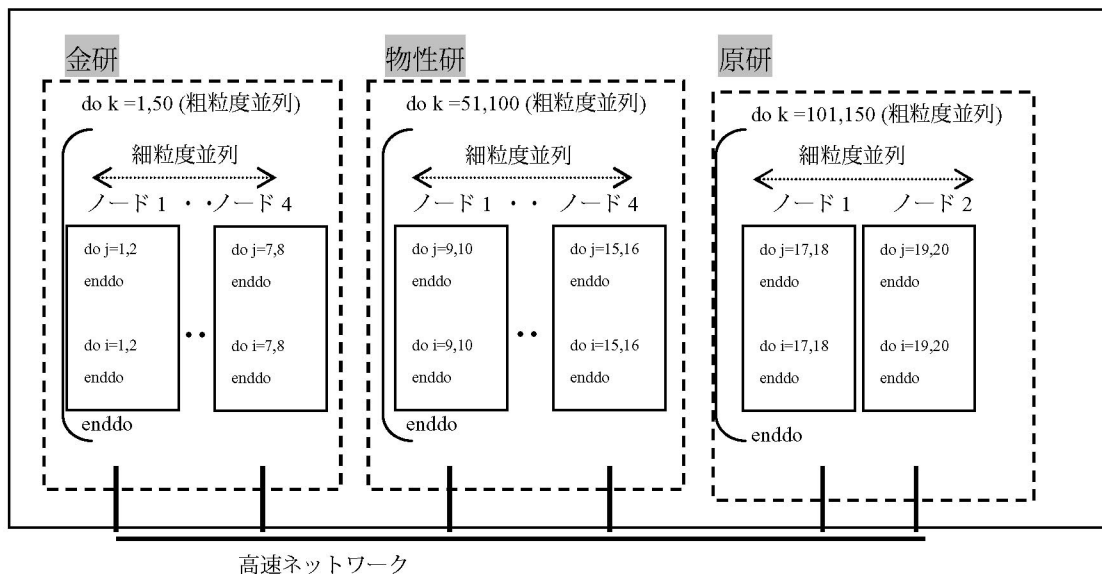 金研
do k =1,50 (粗粒度並列)
細粒度並列
ノード 1 ・ ・ノード 4
do j=1,2
enddo
do i=1,2
enddo
do j=7,8
enddo
do i=7,8
enddo
・・
enddo
物性研
do k =51,100 (粗粒度並列)
細粒度並列
ノード 1 ・ ・ ノード 4
do j=9,10
enddo
do i=9,10
enddo
do j=15,16
enddo
do i=15,16
enddo
・・
enddo
原研
do k =101,150 (粗粒度並列)
細粒度並列
ノード 1 ノード 2
do j=17,18
enddo
do i=17,18
enddo
do j=19,20
enddo
do i=19,20
enddo
enddo
高速ネットワーク